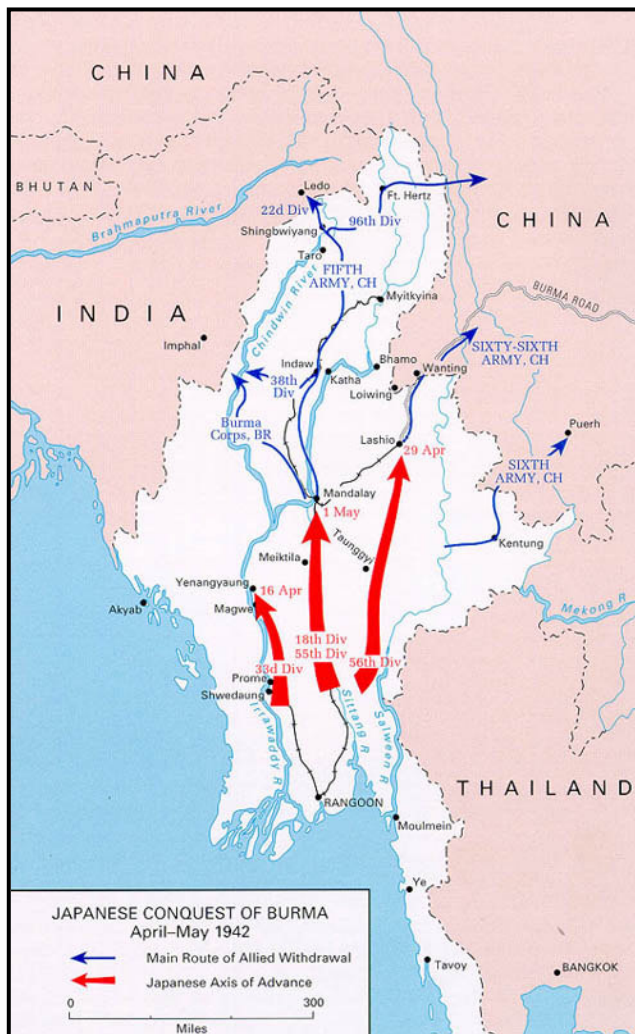 CHINA
BHUTAN
Brahmaputra River
Ledo
22d Div
Ft. Hertz
Shingbwiyang
96th Div
Taro
CHINA
FIFTH
ARMY, CH
Chindwin River
Myitkyina
BURMA ROAD
INDIA
Imphal
SIXTY-SIXTH
ARMY, CH
Indaw
Katha
Bhamo
Wanting
38th
Div
Loiwing
Burma
Corps, BR
Puerh
Lashio
29 Apr
SIXTH
ARMY, CH
Mandalay
1 May
Kentung
Meiktila
Taunggyi
Yenangyaung
16 Apr
Akyab
Magwe
Mekong R
18th Div
55th Div
33d Div
56th Div
Prome
Shwedaung
Irrawaddy R
Sittang R
Salween R
THAILAND
RANGOON
Moulmein
Ye
Tavoy
BANGKOK
JAPANESE CONQUEST OF BURMA
April–May 1942
Main Route of Allied Withdrawal
Japanese Axis of Advance
0 300
Miles